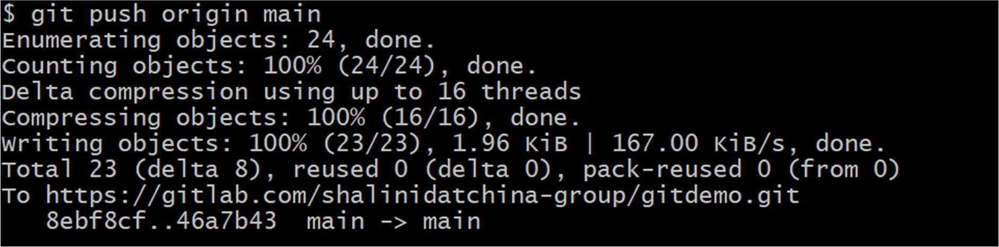 $ git push origin main
Enumerating objects: 24, done.
Counting objects: 100% (24/24), done.
Delta compression using up to 16 threads
Compressing objects: 100% (16/16), done.
Writing objects: 100% (23/23), 1.96 KiB | 167.00 KiB/s, done.
Total 23 (delta 8), reused 0 (delta 0), pack-reused 0 (from 0)
To https://gitlab.com/shalinidatchina-group/gitdemo.git
   8ebf8cf..46a7b43  main -> main